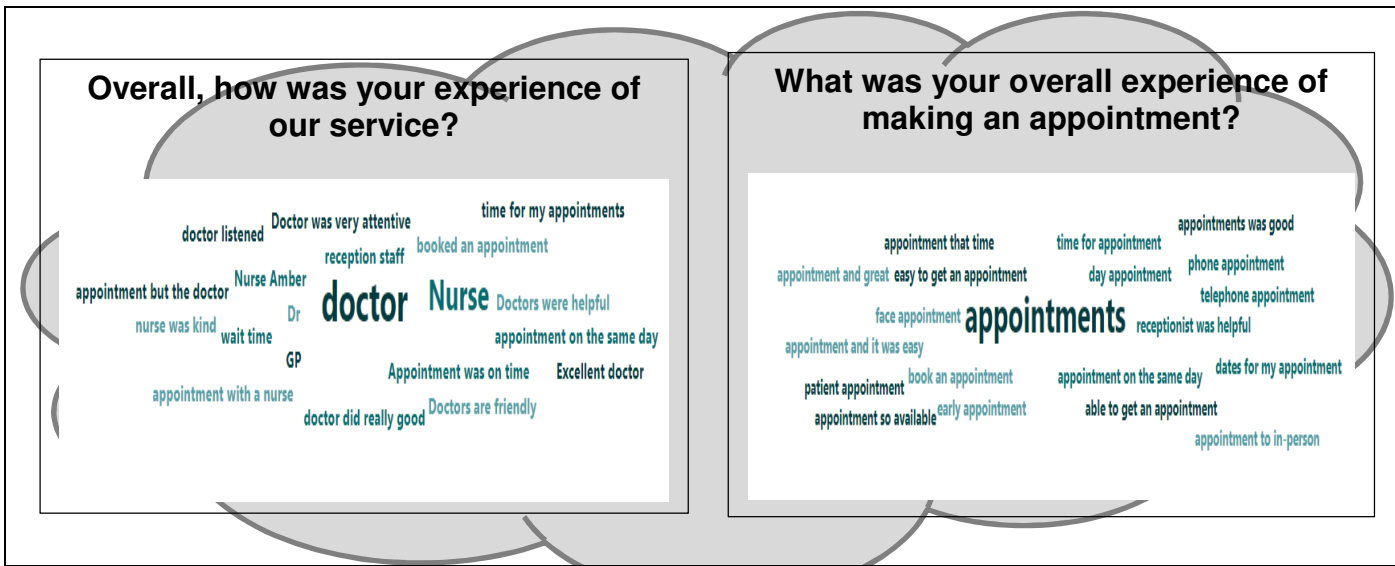 Overall, how was your experience of
our service?
time for my appointments
Doctor was very attentive
doctor listened
booked an appointment
reception staff
Nurse Amber
appointment but the doctor
doctor
Nurse
Doctors were helpful
Dr
nurse was kind
wait time
appointment on the same day
GP
Appointment was on time
Excellent doctor
appointment with a nurse
Doctors are friendly
doctor did really good
What was your overall experience of
making an appointment?
appointments was good
appointment that time
time for appointment
phone appointment
appointment and great
easy to get an appointment
day appointment
telephone appointment
face appointment
appointments
receptionist was helpful
appointment and it was easy
dates for my appointment
patient appointment
book an appointment
appointment on the same day
appointment so available
early appointment
able to get an appointment
appointment to in-person